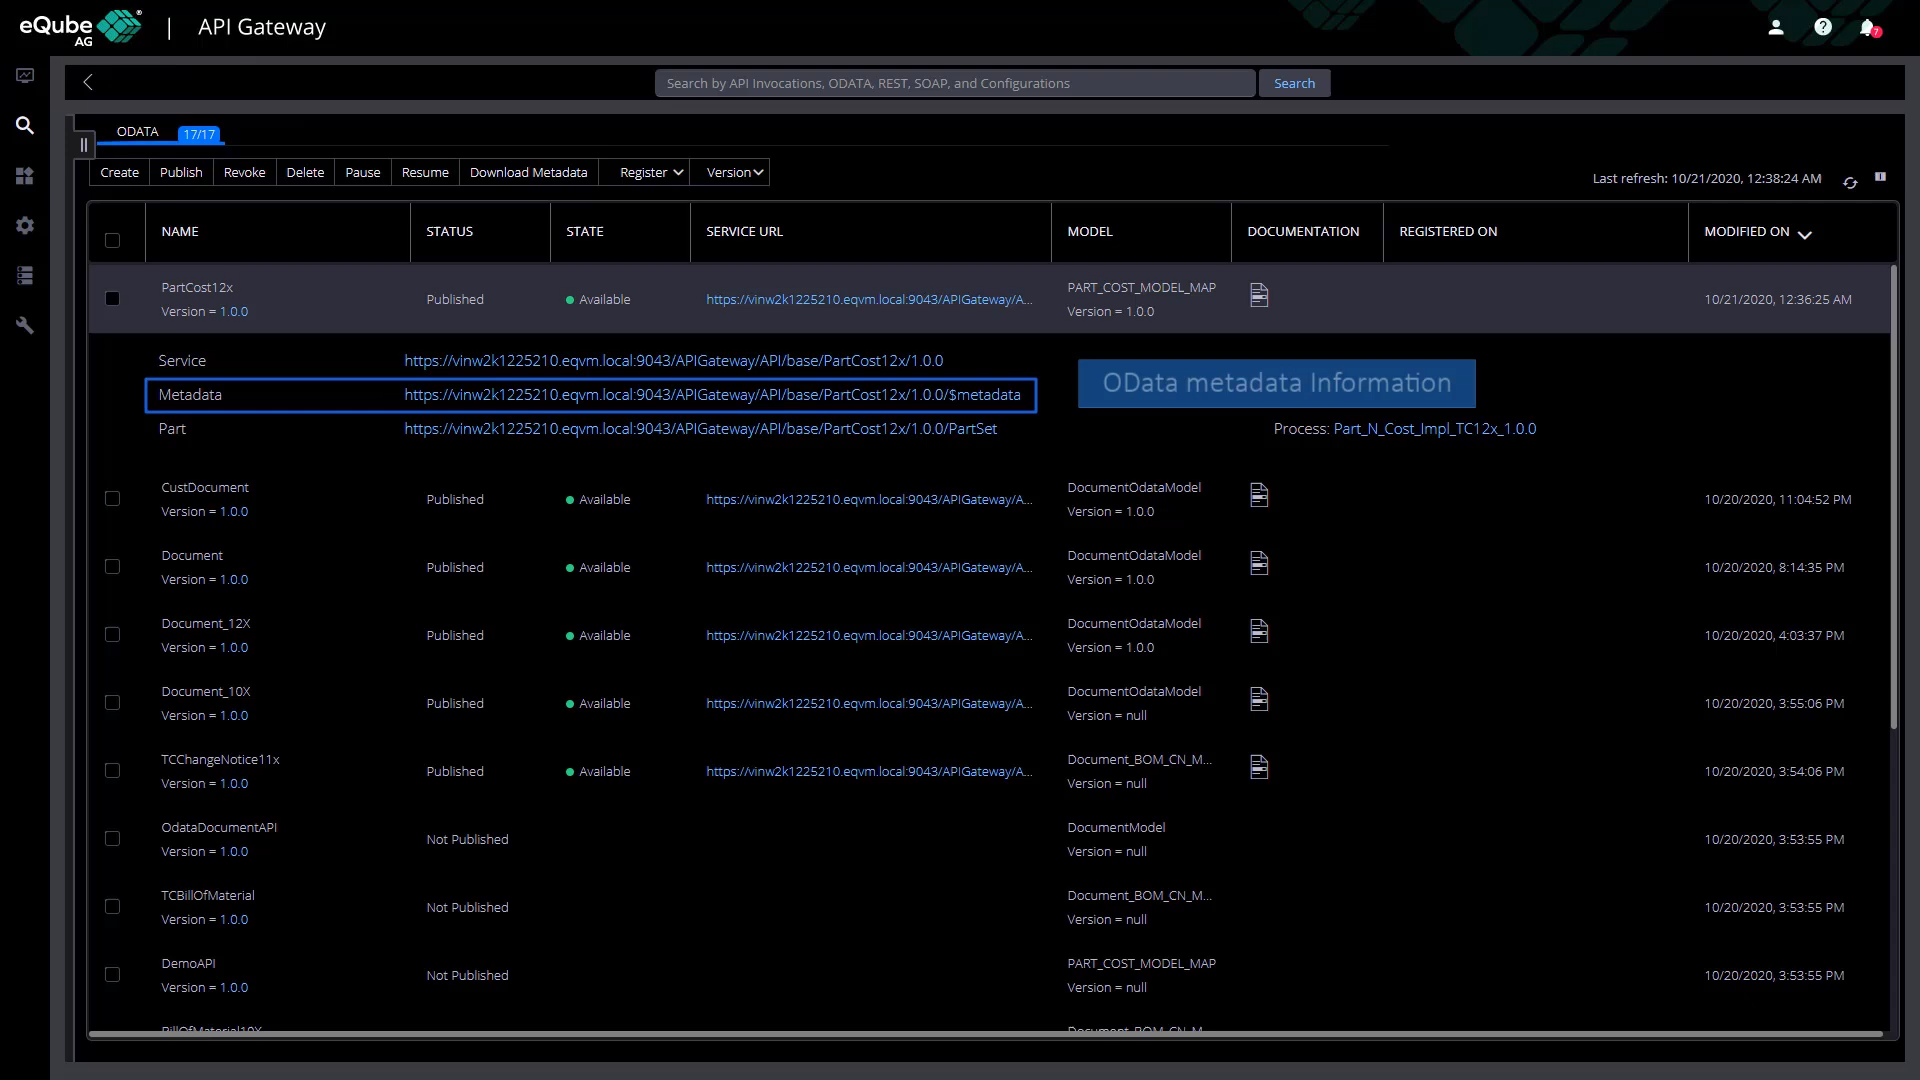 eQube®
AG
| API Gateway
7
Search by API Invocations, ODATA, REST, SOAP, and Configurations
Search
ODATA 17/17
Create Publish Revoke Delete Pause Resume Download Metadata Register Version
Last refresh: 10/21/2020, 12:38:24 AM
NAME STATUS STATE SERVICE URL MODEL DOCUMENTATION REGISTERED ON MODIFIED ON
PartCost12x
Version = 1.0.0
Published
Available
https://vinw2k1225210.eqvm.local:9043/APIGateway/A...
PART_COST_MODEL_MAP
Version = 1.0.0
10/21/2020, 12:36:25 AM
Service https://vinw2k1225210.eqvm.local:9043/APIGateway/API/base/PartCost12x/1.0.0
Metadata https://vinw2k1225210.eqvm.local:9043/APIGateway/API/base/PartCost12x/1.0.0/$metadata
OData metadata Information
Part https://vinw2k1225210.eqvm.local:9043/APIGateway/API/base/PartCost12x/1.0.0/PartSet
Process: Part_N_Cost_Impl_TC12x_1.0.0
CustDocument
Version = 1.0.0
Published
Available
https://vinw2k1225210.eqvm.local:9043/APIGateway/A...
DocumentOdataModel
Version = 1.0.0
10/20/2020, 11:04:52 PM
Document
Version = 1.0.0
Published
Available
https://vinw2k1225210.eqvm.local:9043/APIGateway/A...
DocumentOdataModel
Version = 1.0.0
10/20/2020, 8:14:35 PM
Document_12X
Version = 1.0.0
Published
Available
https://vinw2k1225210.eqvm.local:9043/APIGateway/A...
DocumentOdataModel
Version = 1.0.0
10/20/2020, 4:03:37 PM
Document_10X
Version = 1.0.0
Published
Available
https://vinw2k1225210.eqvm.local:9043/APIGateway/A...
DocumentOdataModel
Version = null
10/20/2020, 3:55:06 PM
TCChangeNotice11x
Version = 1.0.0
Published
Available
https://vinw2k1225210.eqvm.local:9043/APIGateway/A...
Document_BOM_CN_M...
Version = null
10/20/2020, 3:54:06 PM
OdataDocumentAPI
Version = 1.0.0
Not Published
DocumentModel
Version = null
10/20/2020, 3:53:55 PM
TCBillOfMaterial
Version = 1.0.0
Not Published
Document_BOM_CN_M...
Version = null
10/20/2020, 3:53:55 PM
DemoAPI
Version = 1.0.0
Not Published
PART_COST_MODEL_MAP
Version = null
10/20/2020, 3:53:55 PM
BillOfMaterial10X
Document_BOM_CN_M...